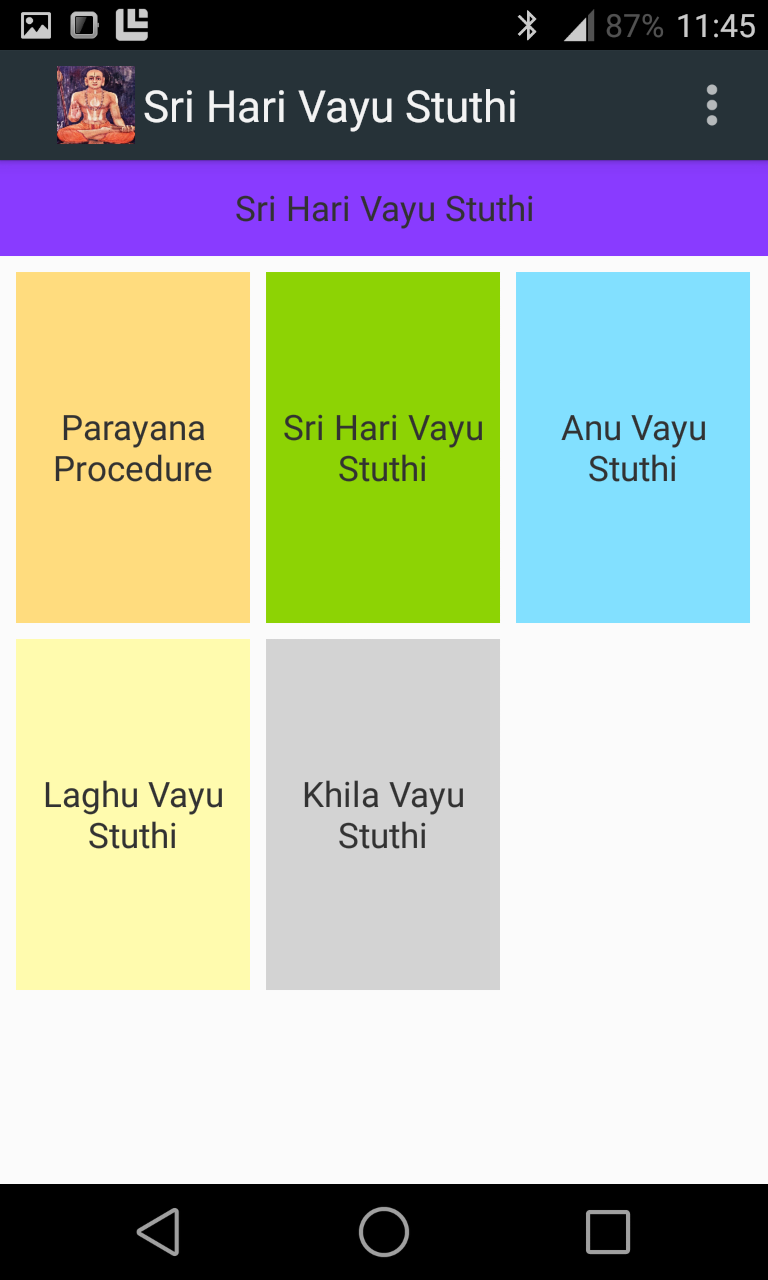 87% 11:45
Sri Hari Vayu Stuthi
Sri Hari Vayu Stuthi
Parayana
Procedure
Sri Hari Vayu
Stuthi
Anu Vayu
Stuthi
Laghu Vayu
Stuthi
Khila Vayu
Stuthi